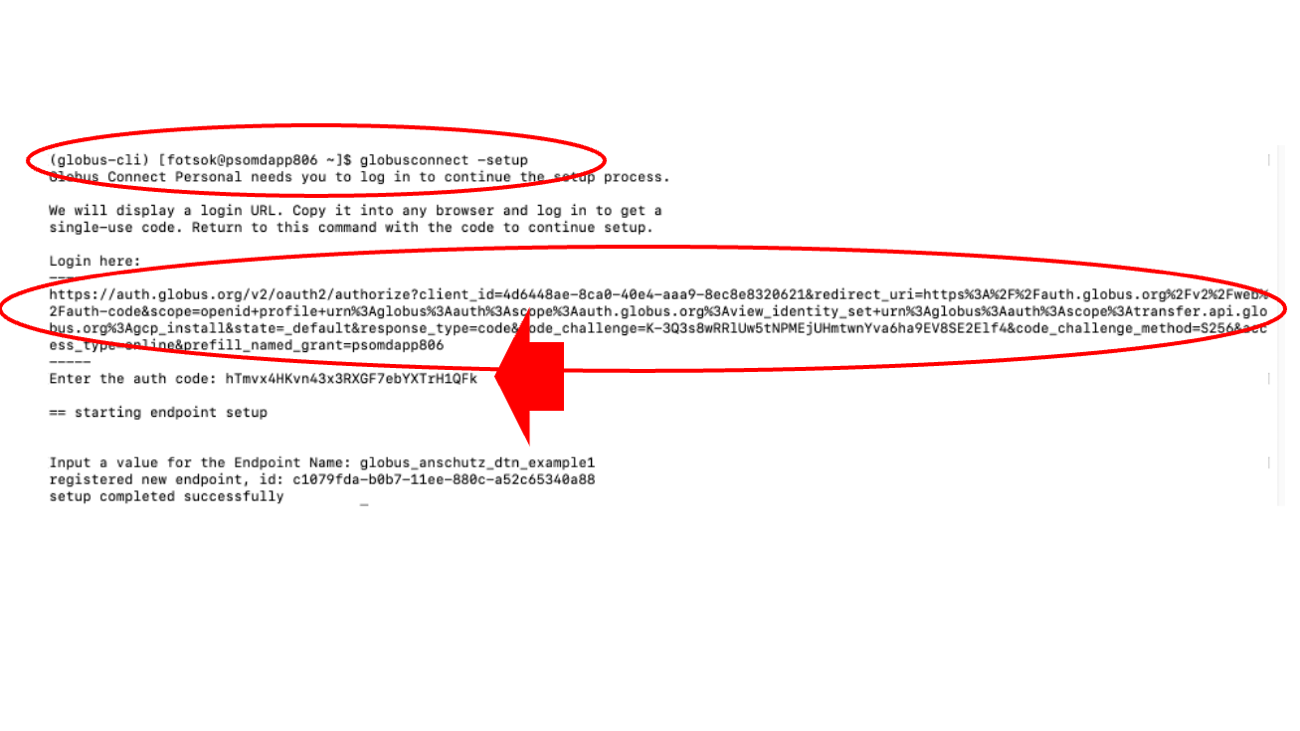 (globus-cli) [fotsok@psomdapp806 ~]$ globusconnect -setup
Globus Connect Personal needs you to log in to continue the setup process.
We will display a login URL. Copy it into any browser and log in to get a
single-use code. Return to this command with the code to continue setup.
Login here:
-----
https://auth.globus.org/v2/oauth2/authorize?client_id=4d6448ae-8ca0-40e4-aaa9-8ec8e8320621&redirect_uri=https%3A%2F%2Fauth.globus.org%2Fv2%2Fweb%
2Fauth-code&scope=openid+profile+urn%3Aglobus%3Aauth%3Ascope%3Aauth.globus.org%3Aview_identity_set+urn%3Aglobus%3Aauth%3Ascope%3Atransfer.api.glo
bus.org%3Agcp_install&state=_default&response_type=code&code_challenge=K-3Q3s8wRRlUw5tNPMEjUHmtwnYva6ha9EV8SE2Elf4&code_challenge_method=S256&acc
ess_type=online&prefill_named_grant=psomdapp806
-----
Enter the auth code: hTmvx4HKvn43x3RXGF7ebYXTrH1QFk
== starting endpoint setup
Input a value for the Endpoint Name: globus_anschutz_dtn_example1
registered new endpoint, id: c1079fda-b0b7-11ee-880c-a52c65340a88
setup completed successfully